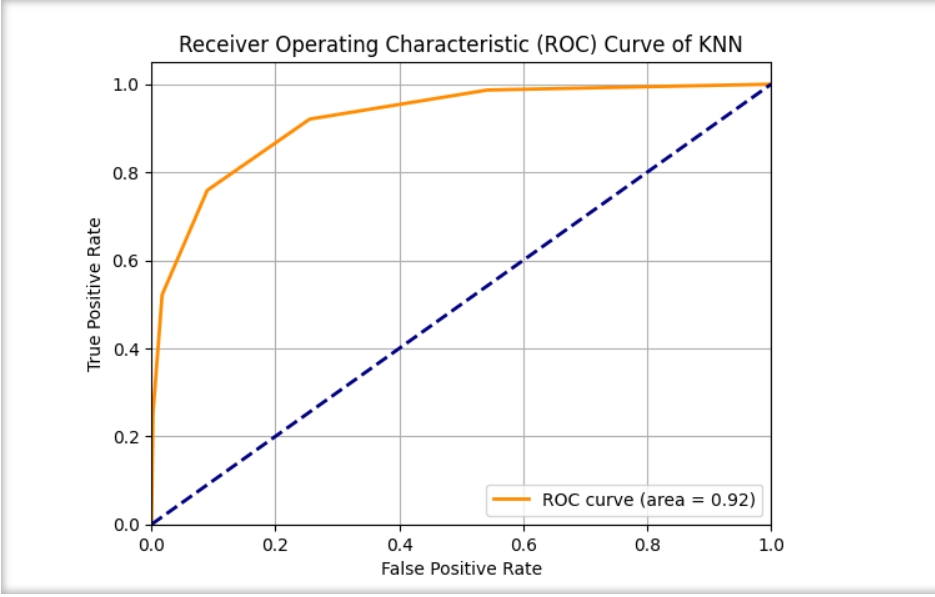 Receiver Operating Characteristic (ROC) Curve of KNN
1.0
0.8
0.6
0.4
0.2
0.0
True Positive Rate
ROC curve (area = 0.92)
0.0 0.2 0.4 0.6 0.8 1.0
False Positive Rate